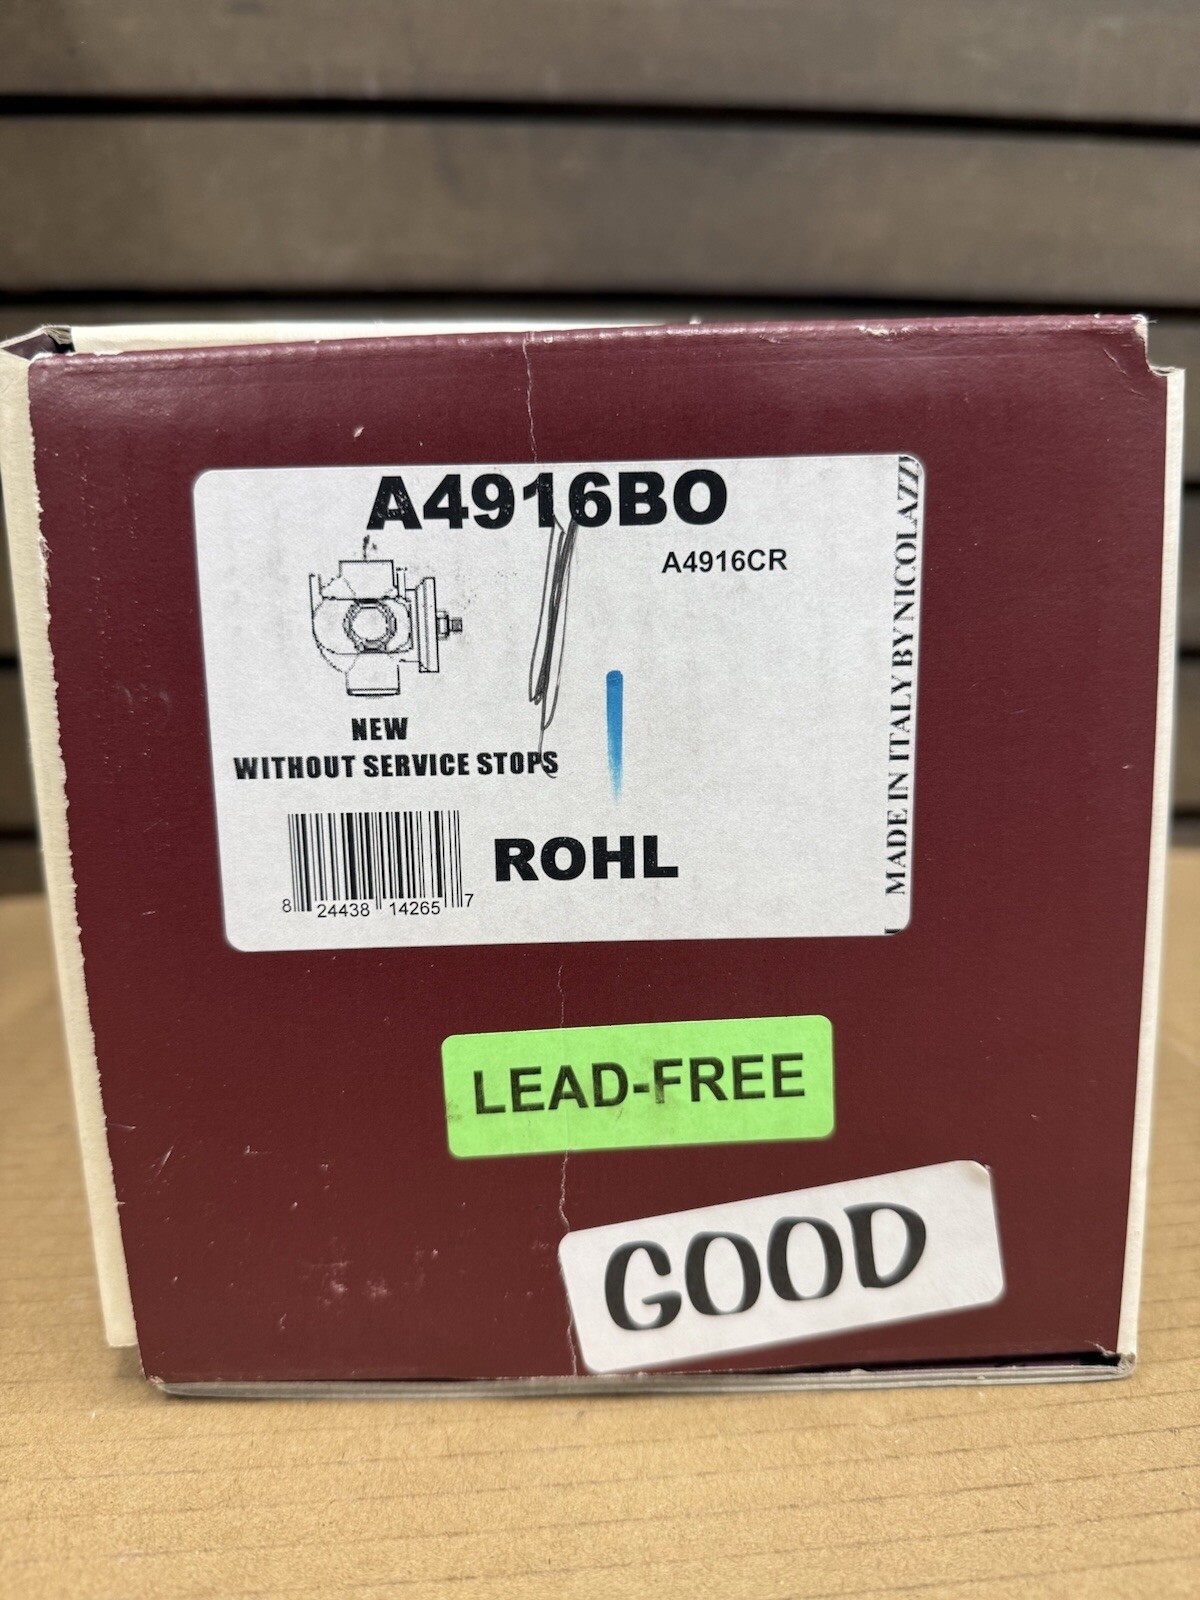 A4916BO
A4916CR
NEW
WITHOUT SERVICE STOPS
8 24438 14265 7
ROHL
MADE IN ITALY BY NICOLAZZI
LEAD-FREE
GOOD